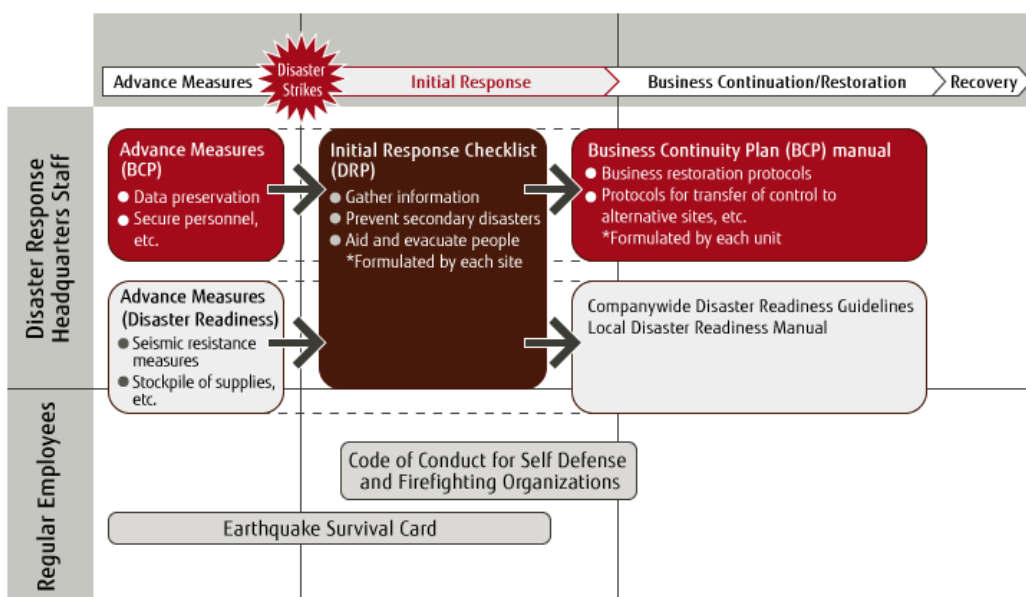 Disaster
Strikes
Advance Measures
Initial Response
Business Continuation/Restoration
Recovery
Disaster Response
Headquarters Staff
Advance Measures
(BCP)
Data preservation
Secure personnel,
etc.
Initial Response Checklist
(DRP)
Gather information
Prevent secondary disasters
Aid and evacuate people
*Formulated by each site
Business Continuity Plan (BCP) manual
Business restoration protocols
Protocols for transfer of control to
alternative sites, etc.
*Formulated by each unit
Advance Measures
(Disaster Readiness)
Seismic resistance
measures
Stockpile of supplies,
etc.
Companywide Disaster Readiness Guidelines
Local Disaster Readiness Manual
Regular Employees
Code of Conduct for Self Defense
and Firefighting Organizations
Earthquake Survival Card